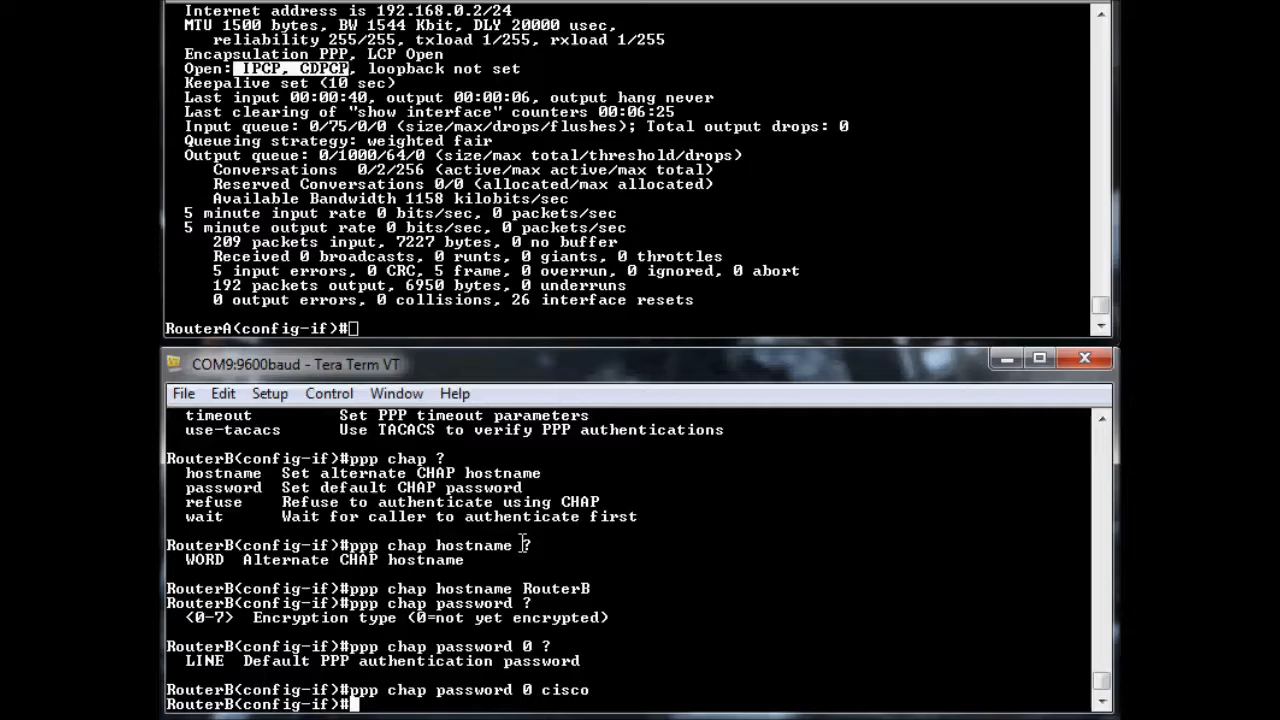 Internet address is 192.168.0.2/24
MTU 1500 bytes, BW 1544 Kbit, DLY 20000 usec,
reliability 255/255, txload 1/255, rxload 1/255
Encapsulation PPP, LCP Open
Open: IPCP, CDPCP, loopback not set
Keepalive set (10 sec)
Last input 00:00:40, output 00:00:06, output hang never
Last clearing of "show interface" counters 00:06:25
Input queue: 0/75/0/0 (size/max/drops/flushes); Total output drops: 0
Queueing strategy: weighted fair
Output queue: 0/1000/64/0 (size/max total/threshold/drops)
Conversations 0/2/256 (active/max active/max total)
Reserved Conversations 0/0 (allocated/max allocated)
Available Bandwidth 1158 kilobits/sec
5 minute input rate 0 bits/sec, 0 packets/sec
5 minute output rate 0 bits/sec, 0 packets/sec
209 packets input, 7227 bytes, 0 no buffer
Received 0 broadcasts, 0 runts, 0 giants, 0 throttles
5 input errors, 0 CRC, 5 frame, 0 overrun, 0 ignored, 0 abort
192 packets output, 6950 bytes, 0 underruns
0 output errors, 0 collisions, 26 interface resets
RouterA(config-if)#
COM9:9600baud - Tera Term VT
File Edit Setup Control Window Help
timeout Set PPP timeout parameters
use-tacacs Use TACACS to verify PPP authentications
RouterB(config-if)#ppp chap ?
hostname Set alternate CHAP hostname
password Set default CHAP password
refuse Refuse to authenticate using CHAP
wait Wait for caller to authenticate first
RouterB(config-if)#ppp chap hostname ?
WORD Alternate CHAP hostname
RouterB(config-if)#ppp chap hostname RouterB
RouterB(config-if)#ppp chap password ?
<0-7> Encryption type (0=not yet encrypted)
RouterB(config-if)#ppp chap password 0 ?
LINE Default PPP authentication password
RouterB(config-if)#ppp chap password 0 cisco
RouterB(config-if)#